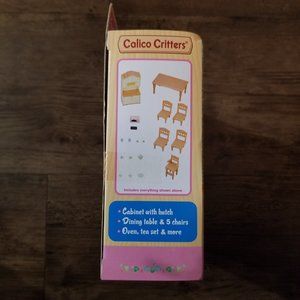 Calico Critters®
Includes everything shown above
• Cabinet with hutch
• Dining table & 5 chairs
• Oven, tea set & more